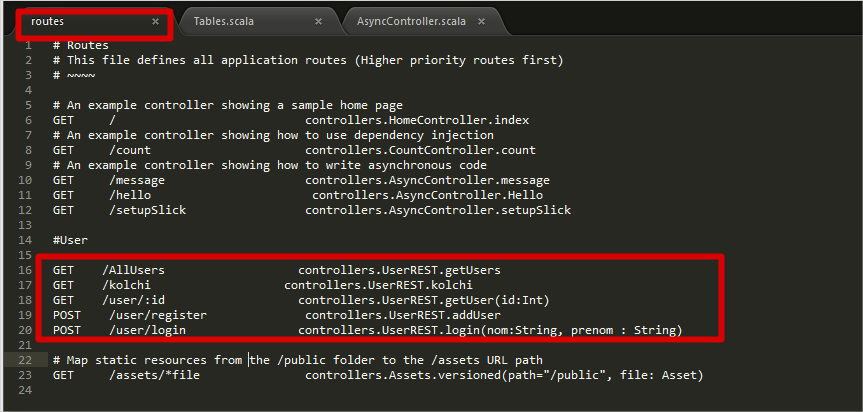 routes × Tables.scala × AsyncController.scala ×
1 # Routes
2 # This file defines all application routes (Higher priority routes first)
3 # ~~~~
4
5 # An example controller showing a sample home page
6 GET     /                          controllers.HomeController.index
7 # An example controller showing how to use dependency injection
8 GET     /count                     controllers.CountController.count
9 # An example controller showing how to write asynchronous code
10 GET     /message                   controllers.AsyncController.message
11 GET     /hello                      controllers.AsyncController.Hello
12 GET     /setupSlick                controllers.AsyncController.setupSlick
13
14 #User
15
16 GET    /AllUsers                  controllers.UserREST.getUsers
17 GET    /kolchi                  controllers.UserREST.kolchi
18 GET    /user/:id                  controllers.UserREST.getUser(id:Int)
19 POST    /user/register             controllers.UserREST.addUser
20 POST    /user/login               controllers.UserREST.login(nom:String, prenom : String)
21
22 # Map static resources from the /public folder to the /assets URL path
23 GET     /assets/*file              controllers.Assets.versioned(path="/public", file: Asset)
24